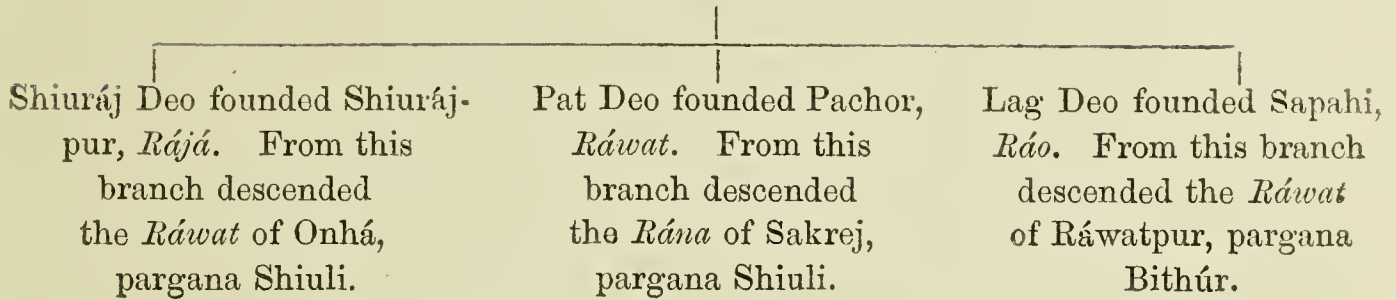 Shiuráj Deo founded Shiuráj-
pur, Rájá. From this
branch descended
the Ráwat of Onhá,
pargana Shiuli.
Pat Deo founded Pachor,
Ráwat. From this
branch descended
the Rána of Sakrej,
pargana Shiuli.
Lag Deo founded Sapahi,
Ráo. From this branch
descended the Ráwat
of Ráwatpur, pargana
Bithúr.